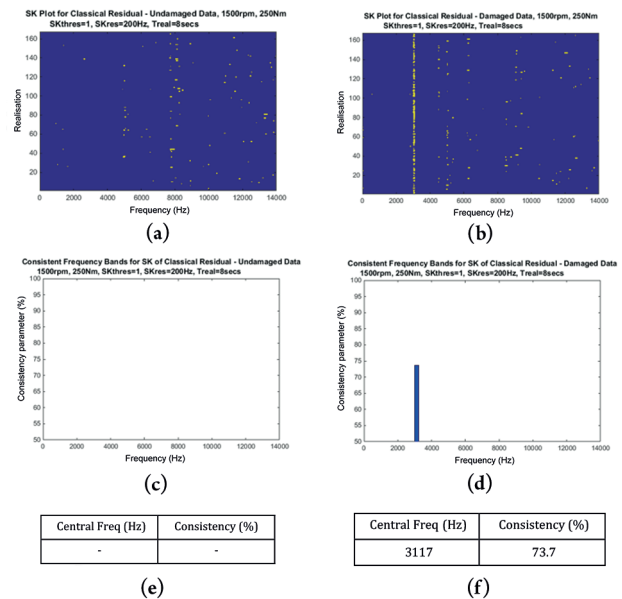 SK Plot for Classical Residual - Undamaged Data, 1500rpm, 250Nm
SKthres=1, SKres=200Hz, Treal=8secs
160
140
120
100
80
60
40
20
Realisation
0 2000 4000 6000 8000 10000 12000 14000
Frequency (Hz)
(a)
SK Plot for Classical Residual - Damaged Data, 1500rpm, 250Nm
SKthres=1, SKres=200Hz, Treal=8secs
160
140
120
100
80
60
40
20
Realisation
0 2000 4000 6000 8000 10000 12000 14000
Frequency (Hz)
(b)
Consistent Frequency Bands for SK of Classical Residual - Undamaged Data
1500rpm, 250Nm, SKthres=1, SKres=200Hz, Treal=8secs
100
95
90
85
80
75
70
65
60
55
50
Consistency parameter (%)
0 2000 4000 6000 8000 10000 12000 14000
Frequency (Hz)
(c)
Consistent Frequency Bands for SK of Classical Residual - Damaged Data
1500rpm, 250Nm, SKthres=1, SKres=200Hz, Treal=8secs
100
95
90
85
80
75
70
65
60
55
50
Consistency parameter (%)
0 2000 4000 6000 8000 10000 12000 14000
Frequency (Hz)
(d)
Central Freq (Hz) Consistency (%)
- -
(e)
Central Freq (Hz) Consistency (%)
3117 73.7
(f)